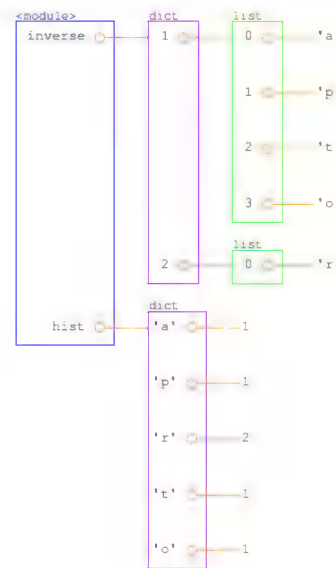 <module> dict list
inverse 1 0 'a
1 'p
2 't
3 'o
list
2 0 'r
dict
hist 'a' 1
'p' 1
'r' 2
't' 1
'o' 1